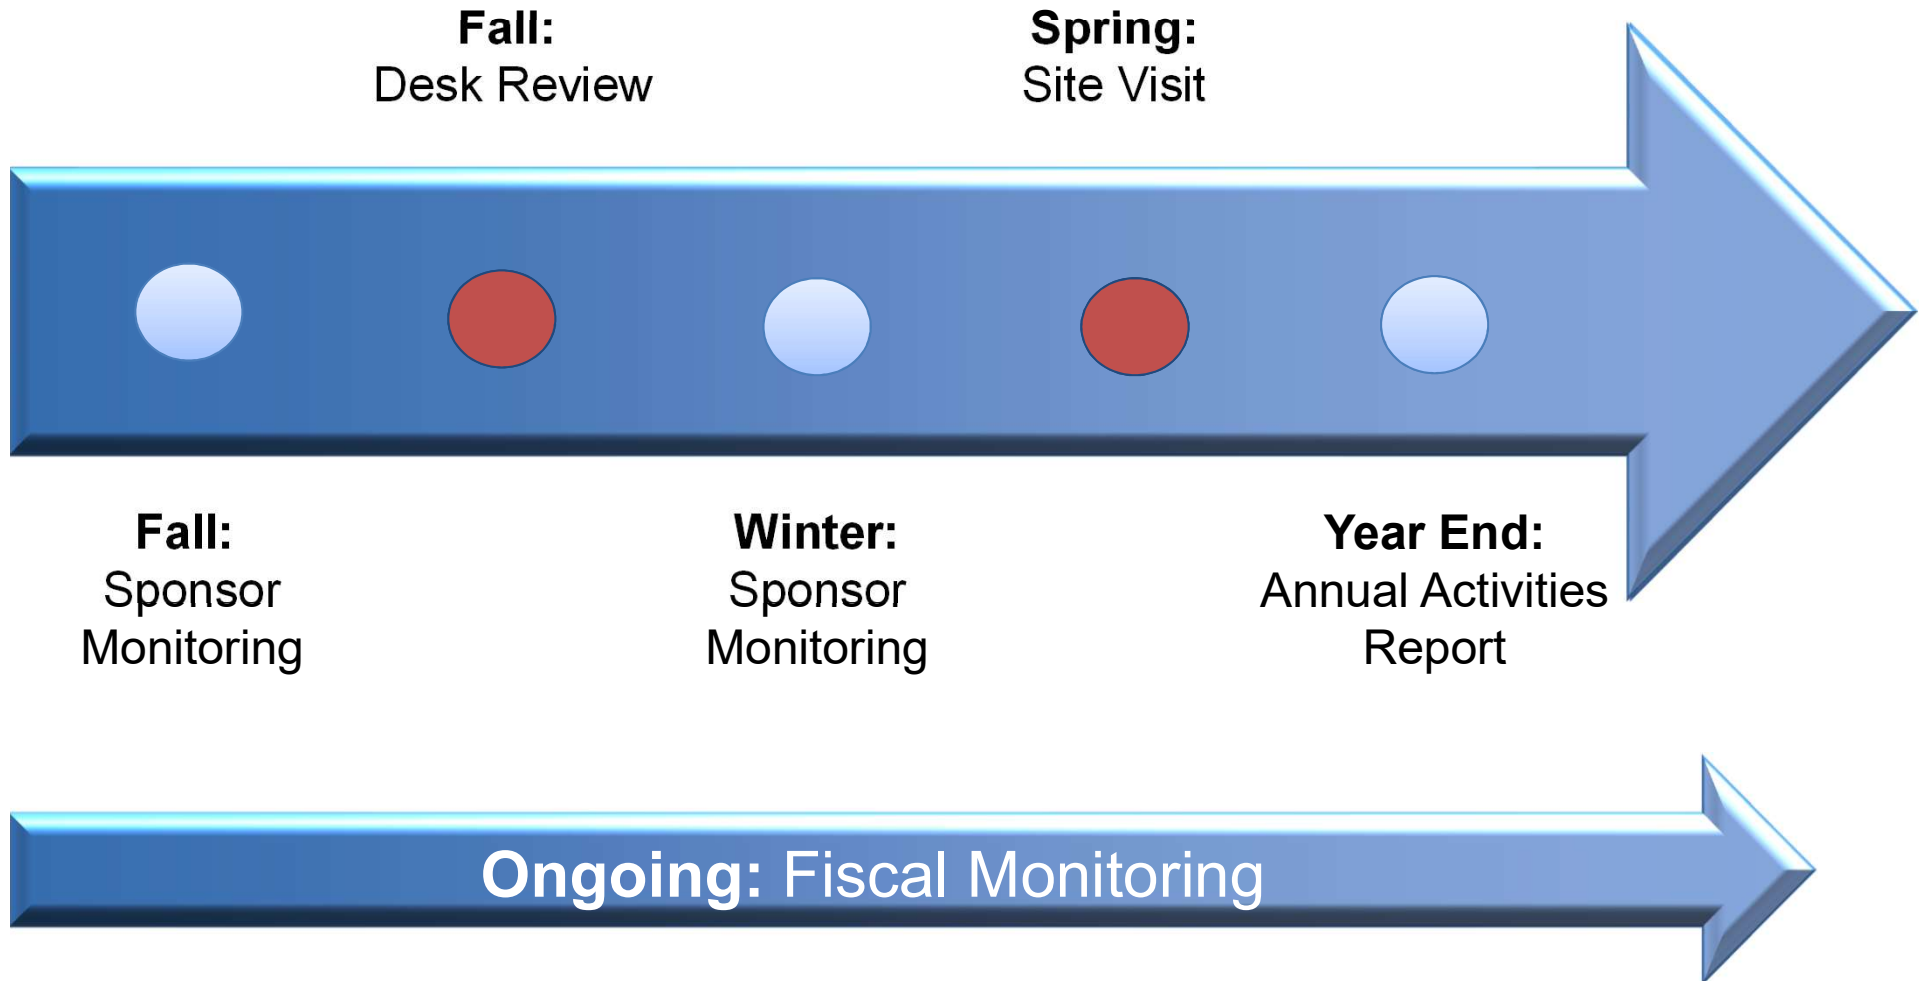 Fall:
Desk Review
Spring:
Site Visit
Fall:
Sponsor
Monitoring
Winter:
Sponsor
Monitoring
Year End:
Annual Activities
Report
Ongoing: Fiscal Monitoring